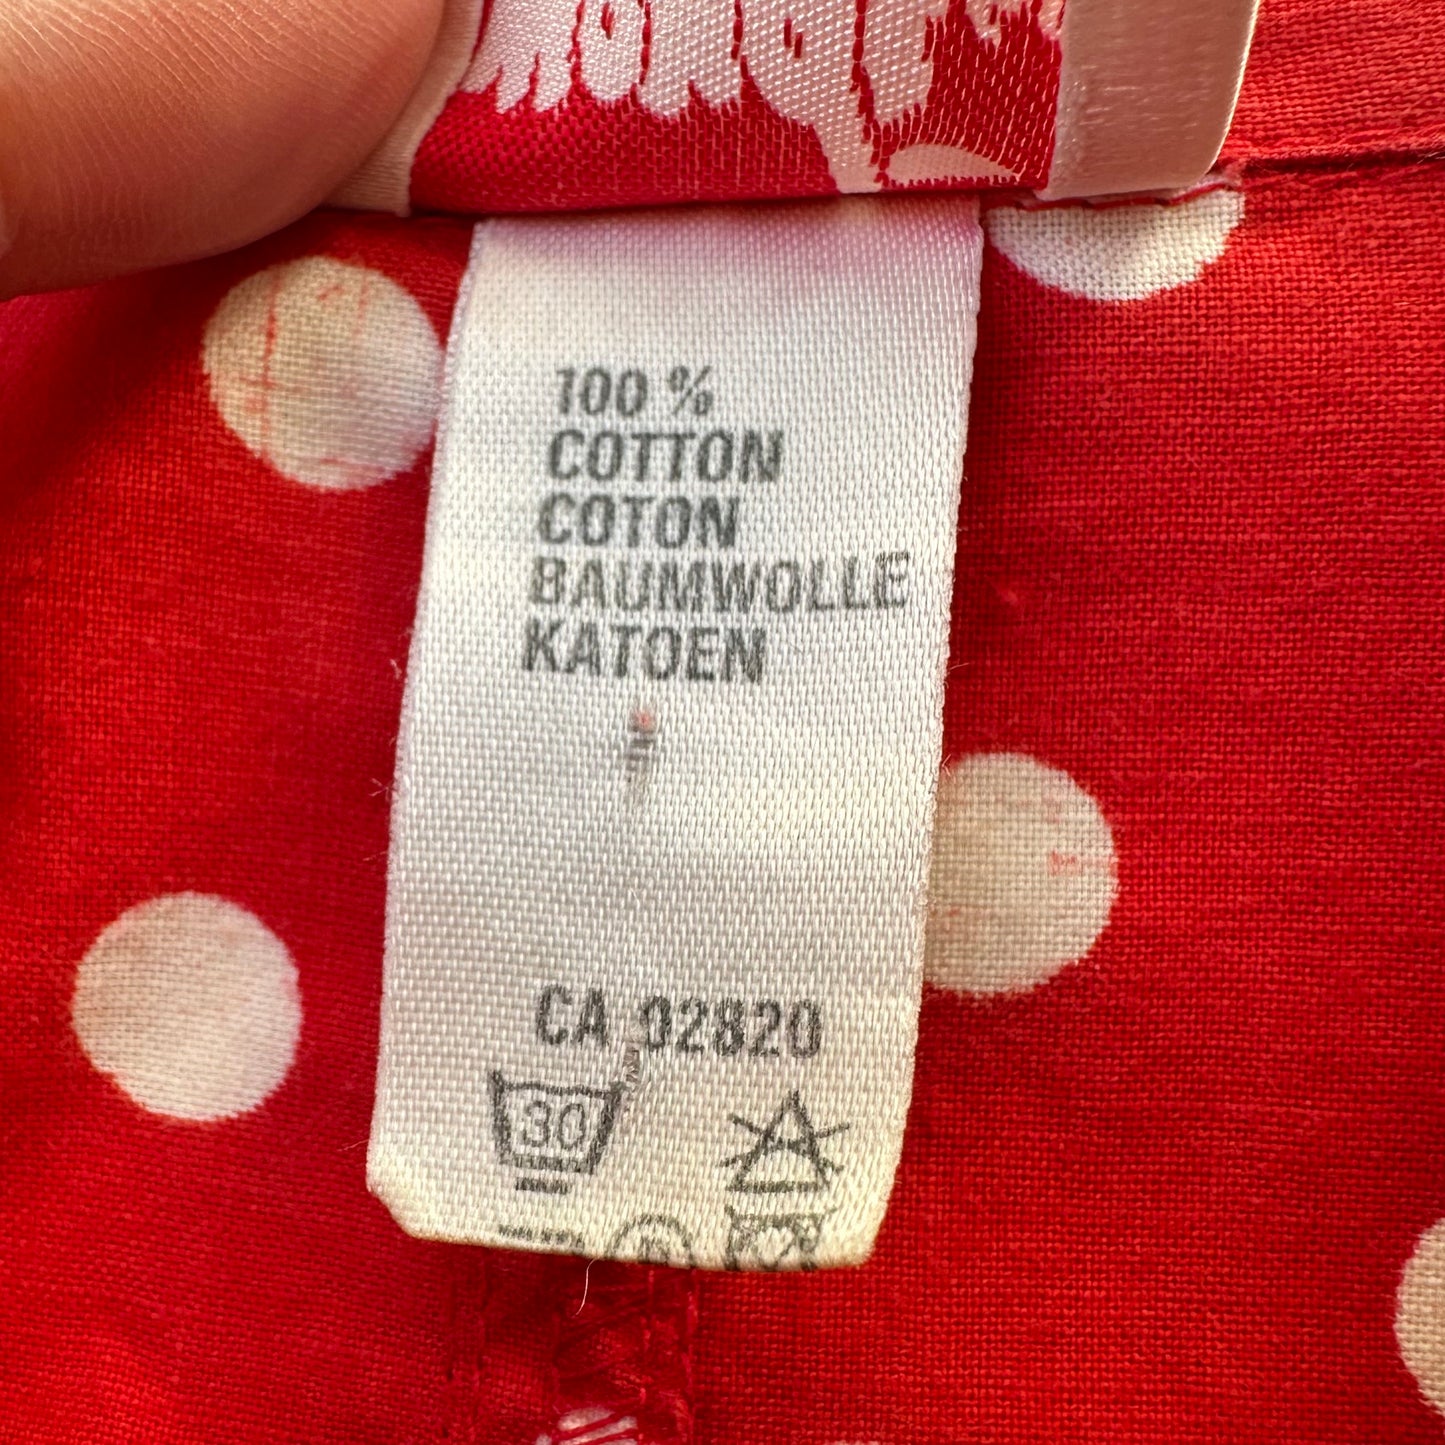 100 %
COTTON
COTON
BAUMWOLLE
KATOEN
CA 02820
30